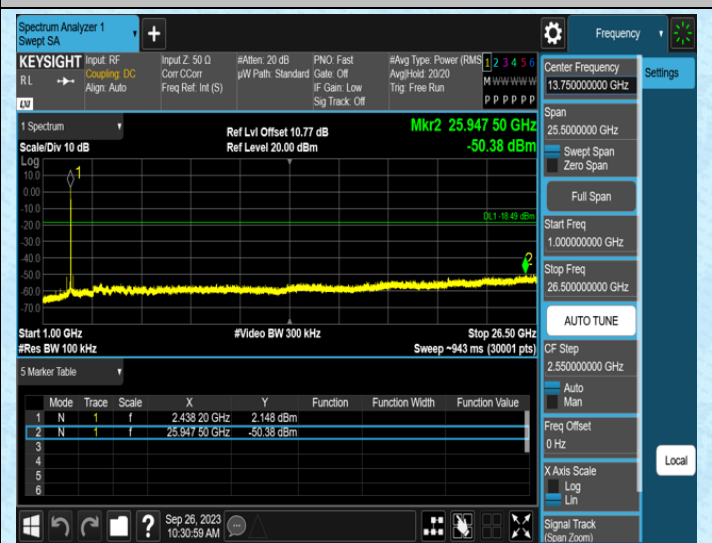 Spectrum Analyzer 1
Swept SA
+
Frequency
KEYSIGHT
RL
LXI
Input: RF
Coupling: DC
Align: Auto
Input Z: 50 Ω
Corr CCorr
Freq Ref: Int (S)
#Atten: 20 dB
µW Path: Standard
PNO: Fast
Gate: Off
IF Gain: Low
Sig Track: Off
#Avg Type: Power (RMS
Avg|Hold: 20/20
Trig: Free Run
1 2 3 4 5 6
M W W W W W
P P P P P P
1 Spectrum
Scale/Div 10 dB
Ref Lvl Offset 10.77 dB
Ref Level 20.00 dBm
Mkr2 25.947 50 GHz
-50.38 dBm
Log
10.0
0.00
-10.0
-20.0
-30.0
-40.0
-50.0
-60.0
-70.0
1
DL1 -18.49 dBm
2
Start 1.00 GHz
#Res BW 100 kHz
#Video BW 300 kHz
Stop 26.50 GHz
Sweep ~943 ms (30001 pts)
5 Marker Table
Mode Trace Scale X Y Function Function Width Function Value
1 N 1 f 2.438 20 GHz 2.148 dBm
2 N 1 f 25.947 50 GHz -50.38 dBm
3
4
5
6
?
Sep 26, 2023
10:30:59 AM
Center Frequency
13.750000000 GHz
Span
25.5000000 GHz
Swept Span
Zero Span
Full Span
Start Freq
1.000000000 GHz
Stop Freq
26.500000000 GHz
AUTO TUNE
CF Step
2.550000000 GHz
Auto
Man
Freq Offset
0 Hz
X Axis Scale
Log
Lin
Signal Track
(Span Zoom)
Settings
Local